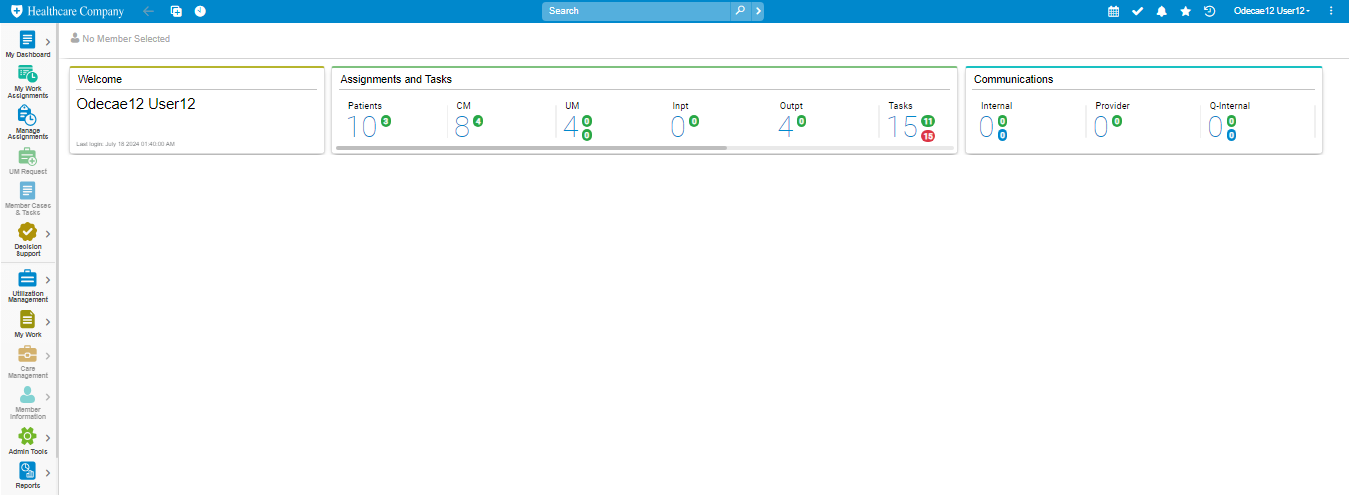 Healthcare Company
Search
Odecae12 User12
No Member Selected
My Dashboard
My Work
Assignments
Manage
Assignments
UM Request
Member Cases
& Tasks
Decision
Support
Utilization
Management
My Work
Care
Management
Member
Information
Admin Tools
Reports
Welcome
Odecae12 User12
Last login: July 18 2024 01:40:00 AM
Assignments and Tasks
Patients CM UM Inpt Outpt Tasks
10 3 8 4 4 0 0 0 4 0 15 11
0 15
Communications
Internal Provider Q-Internal
0 0 0 0 0 0
0 0